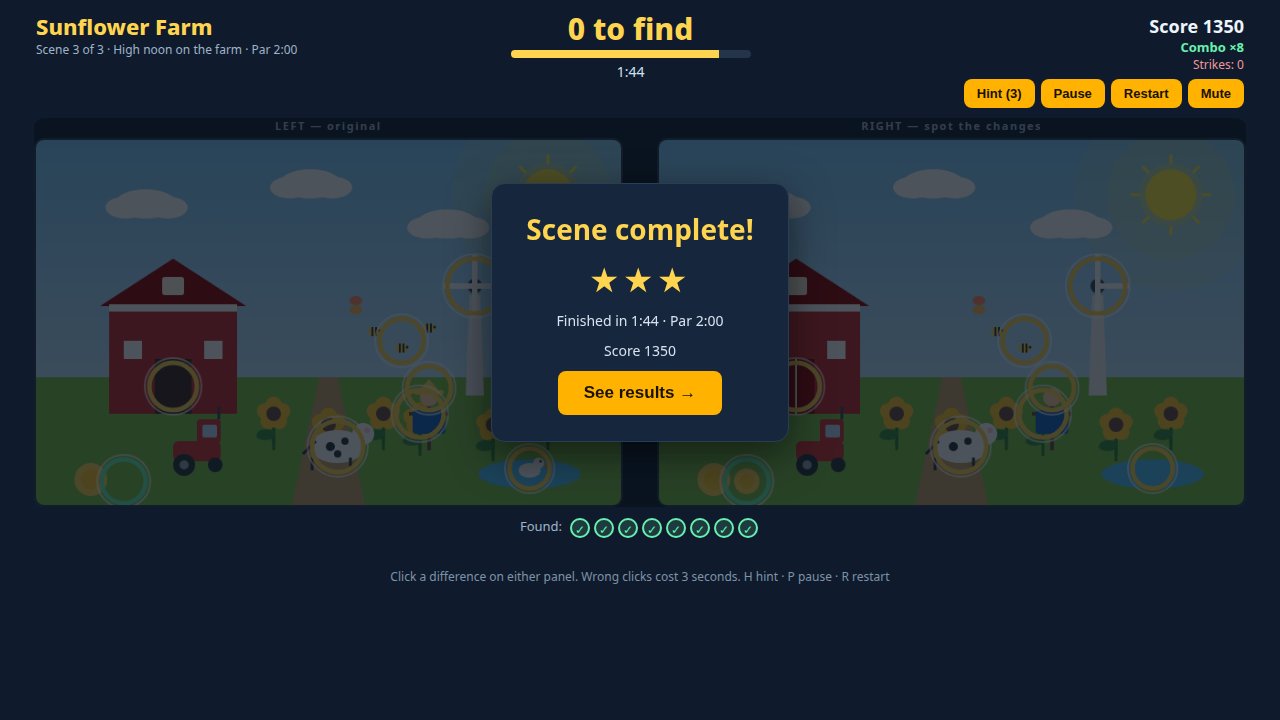 Sunflower Farm
Scene 3 of 3 · High noon on the farm · Par 2:00
0 to find
1:44
Score 1350
Combo ×8
Strikes: 0
Hint (3)
Pause
Restart
Mute
LEFT — original
RIGHT — spot the changes
Scene complete!
★★★
Finished in 1:44 · Par 2:00
Score 1350
See results →
Found: ✓ ✓ ✓ ✓ ✓ ✓ ✓ ✓
Click a difference on either panel. Wrong clicks cost 3 seconds. H hint · P pause · R restart